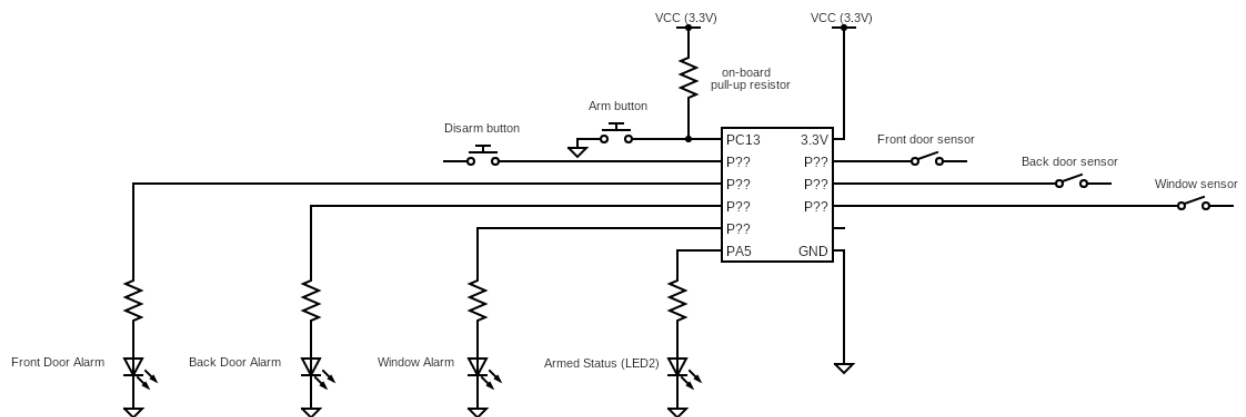 VCC (3.3V)
VCC (3.3V)
on-board
pull-up resistor
Arm button
Disarm button
PC13
3.3V
Front door sensor
P??
P??
Back door sensor
P??
P??
Window sensor
P??
P??
P??
PA5
GND
Front Door Alarm
Back Door Alarm
Window Alarm
Armed Status (LED2)